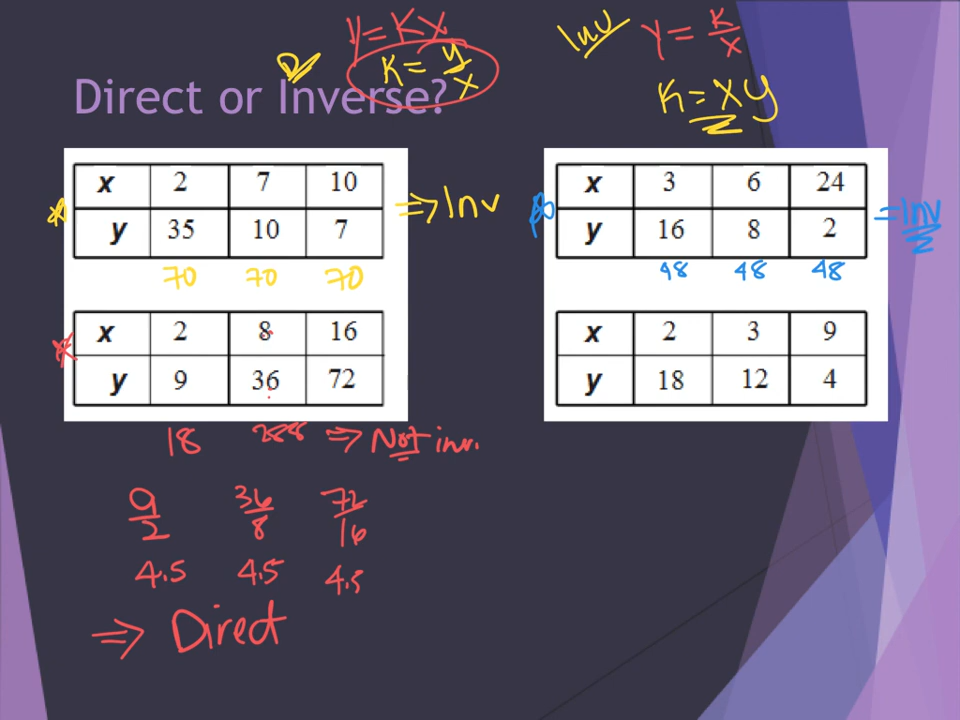 Y = KX
D K = y/x
Inv Y = K/X
K = XY
Direct or Inverse?
x 2 7 10
y 35 10 7
⇒ Inv
70 70 70
x 2 8 16
y 9 36 72
18 288 ⇒ Not inv.
9/2 36/8 72/16
4.5 4.5 4.5
⇒ Direct
x 3 6 24
y 16 8 2
= Inv
48 48 48
x 2 3 9
y 18 12 4